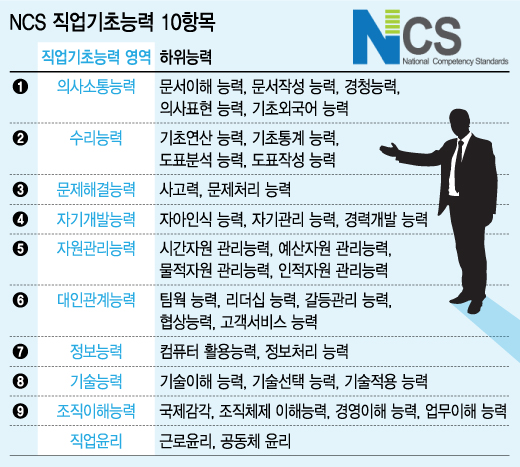 NCS 직업기초능력 10항목
NCS
National Competency Standards
직업기초능력 영역 하위능력
❶ 의사소통능력 문서이해 능력, 문서작성 능력, 경청능력,
의사표현 능력, 기초외국어 능력
❷ 수리능력 기초연산 능력, 기초통계 능력,
도표분석 능력, 도표작성 능력
❸ 문제해결능력 사고력, 문제처리 능력
❹ 자기개발능력 자아인식 능력, 자기관리 능력, 경력개발 능력
❺ 자원관리능력 시간자원 관리능력, 예산자원 관리능력,
물적자원 관리능력, 인적자원 관리능력
❻ 대인관계능력 팀웍 능력, 리더십 능력, 갈등관리 능력,
협상능력, 고객서비스 능력
❼ 정보능력 컴퓨터 활용능력, 정보처리 능력
❽ 기술능력 기술이해 능력, 기술선택 능력, 기술적용 능력
❾ 조직이해능력 국제감각, 조직체제 이해능력, 경영이해 능력, 업무이해 능력
직업윤리 근로윤리, 공동체 윤리